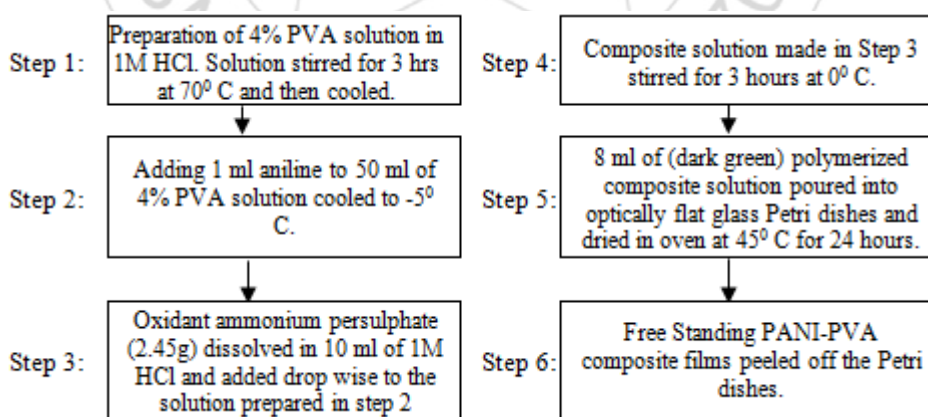 Step 1:
Preparation of 4% PVA solution in
1M HCl. Solution stirred for 3 hrs
at 70⁰ C and then cooled.
Step 2:
Adding 1 ml aniline to 50 ml of
4% PVA solution cooled to -5⁰
C.
Step 3:
Oxidant ammonium persulphate
(2.45g) dissolved in 10 ml of 1M
HCl and added drop wise to the
solution prepared in step 2
Step 4:
Composite solution made in Step 3
stirred for 3 hours at 0⁰ C.
Step 5:
8 ml of (dark green) polymerized
composite solution poured into
optically flat glass Petri dishes and
dried in oven at 45⁰ C for 24 hours.
Step 6:
Free Standing PANI-PVA
composite films peeled off the Petri
dishes.